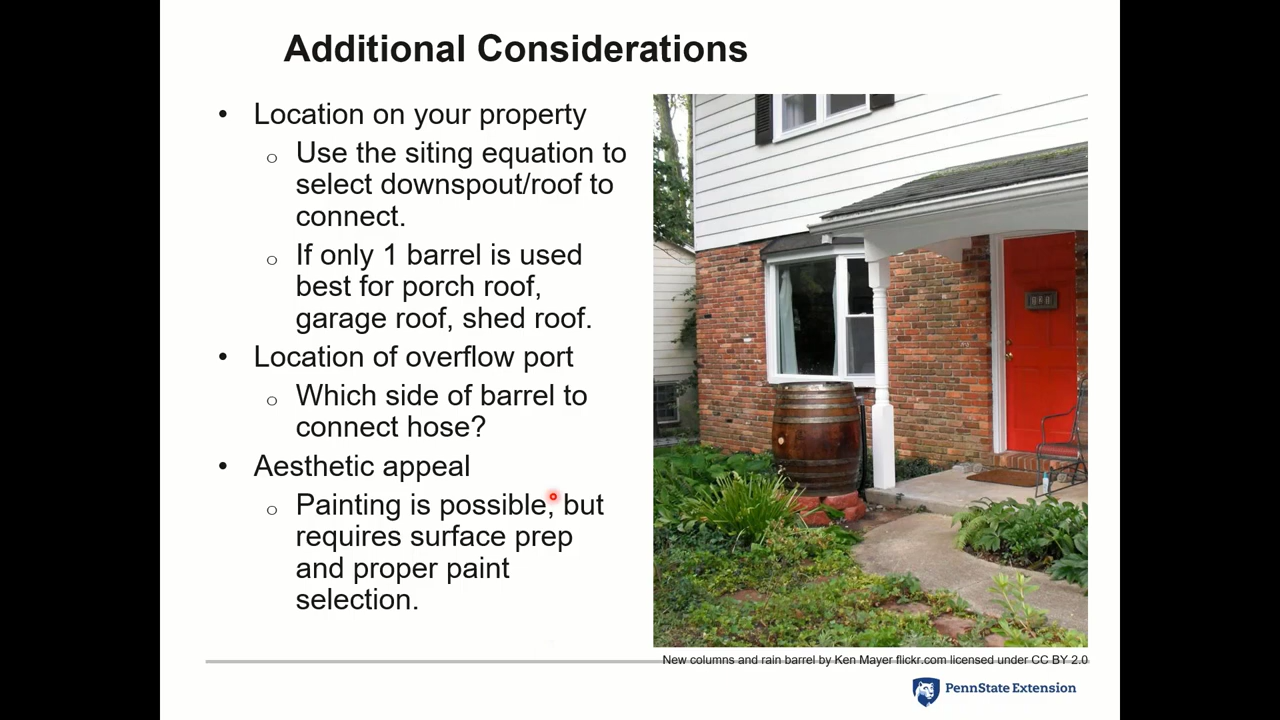 Additional Considerations
• Location on your property
o Use the siting equation to
select downspout/roof to
connect.
o If only 1 barrel is used
best for porch roof,
garage roof, shed roof.
• Location of overflow port
o Which side of barrel to
connect hose?
• Aesthetic appeal
o Painting is possible, but
requires surface prep
and proper paint
selection.
New columns and rain barrel by Ken Mayer flickr.com licensed under CC BY 2.0
PennState Extension